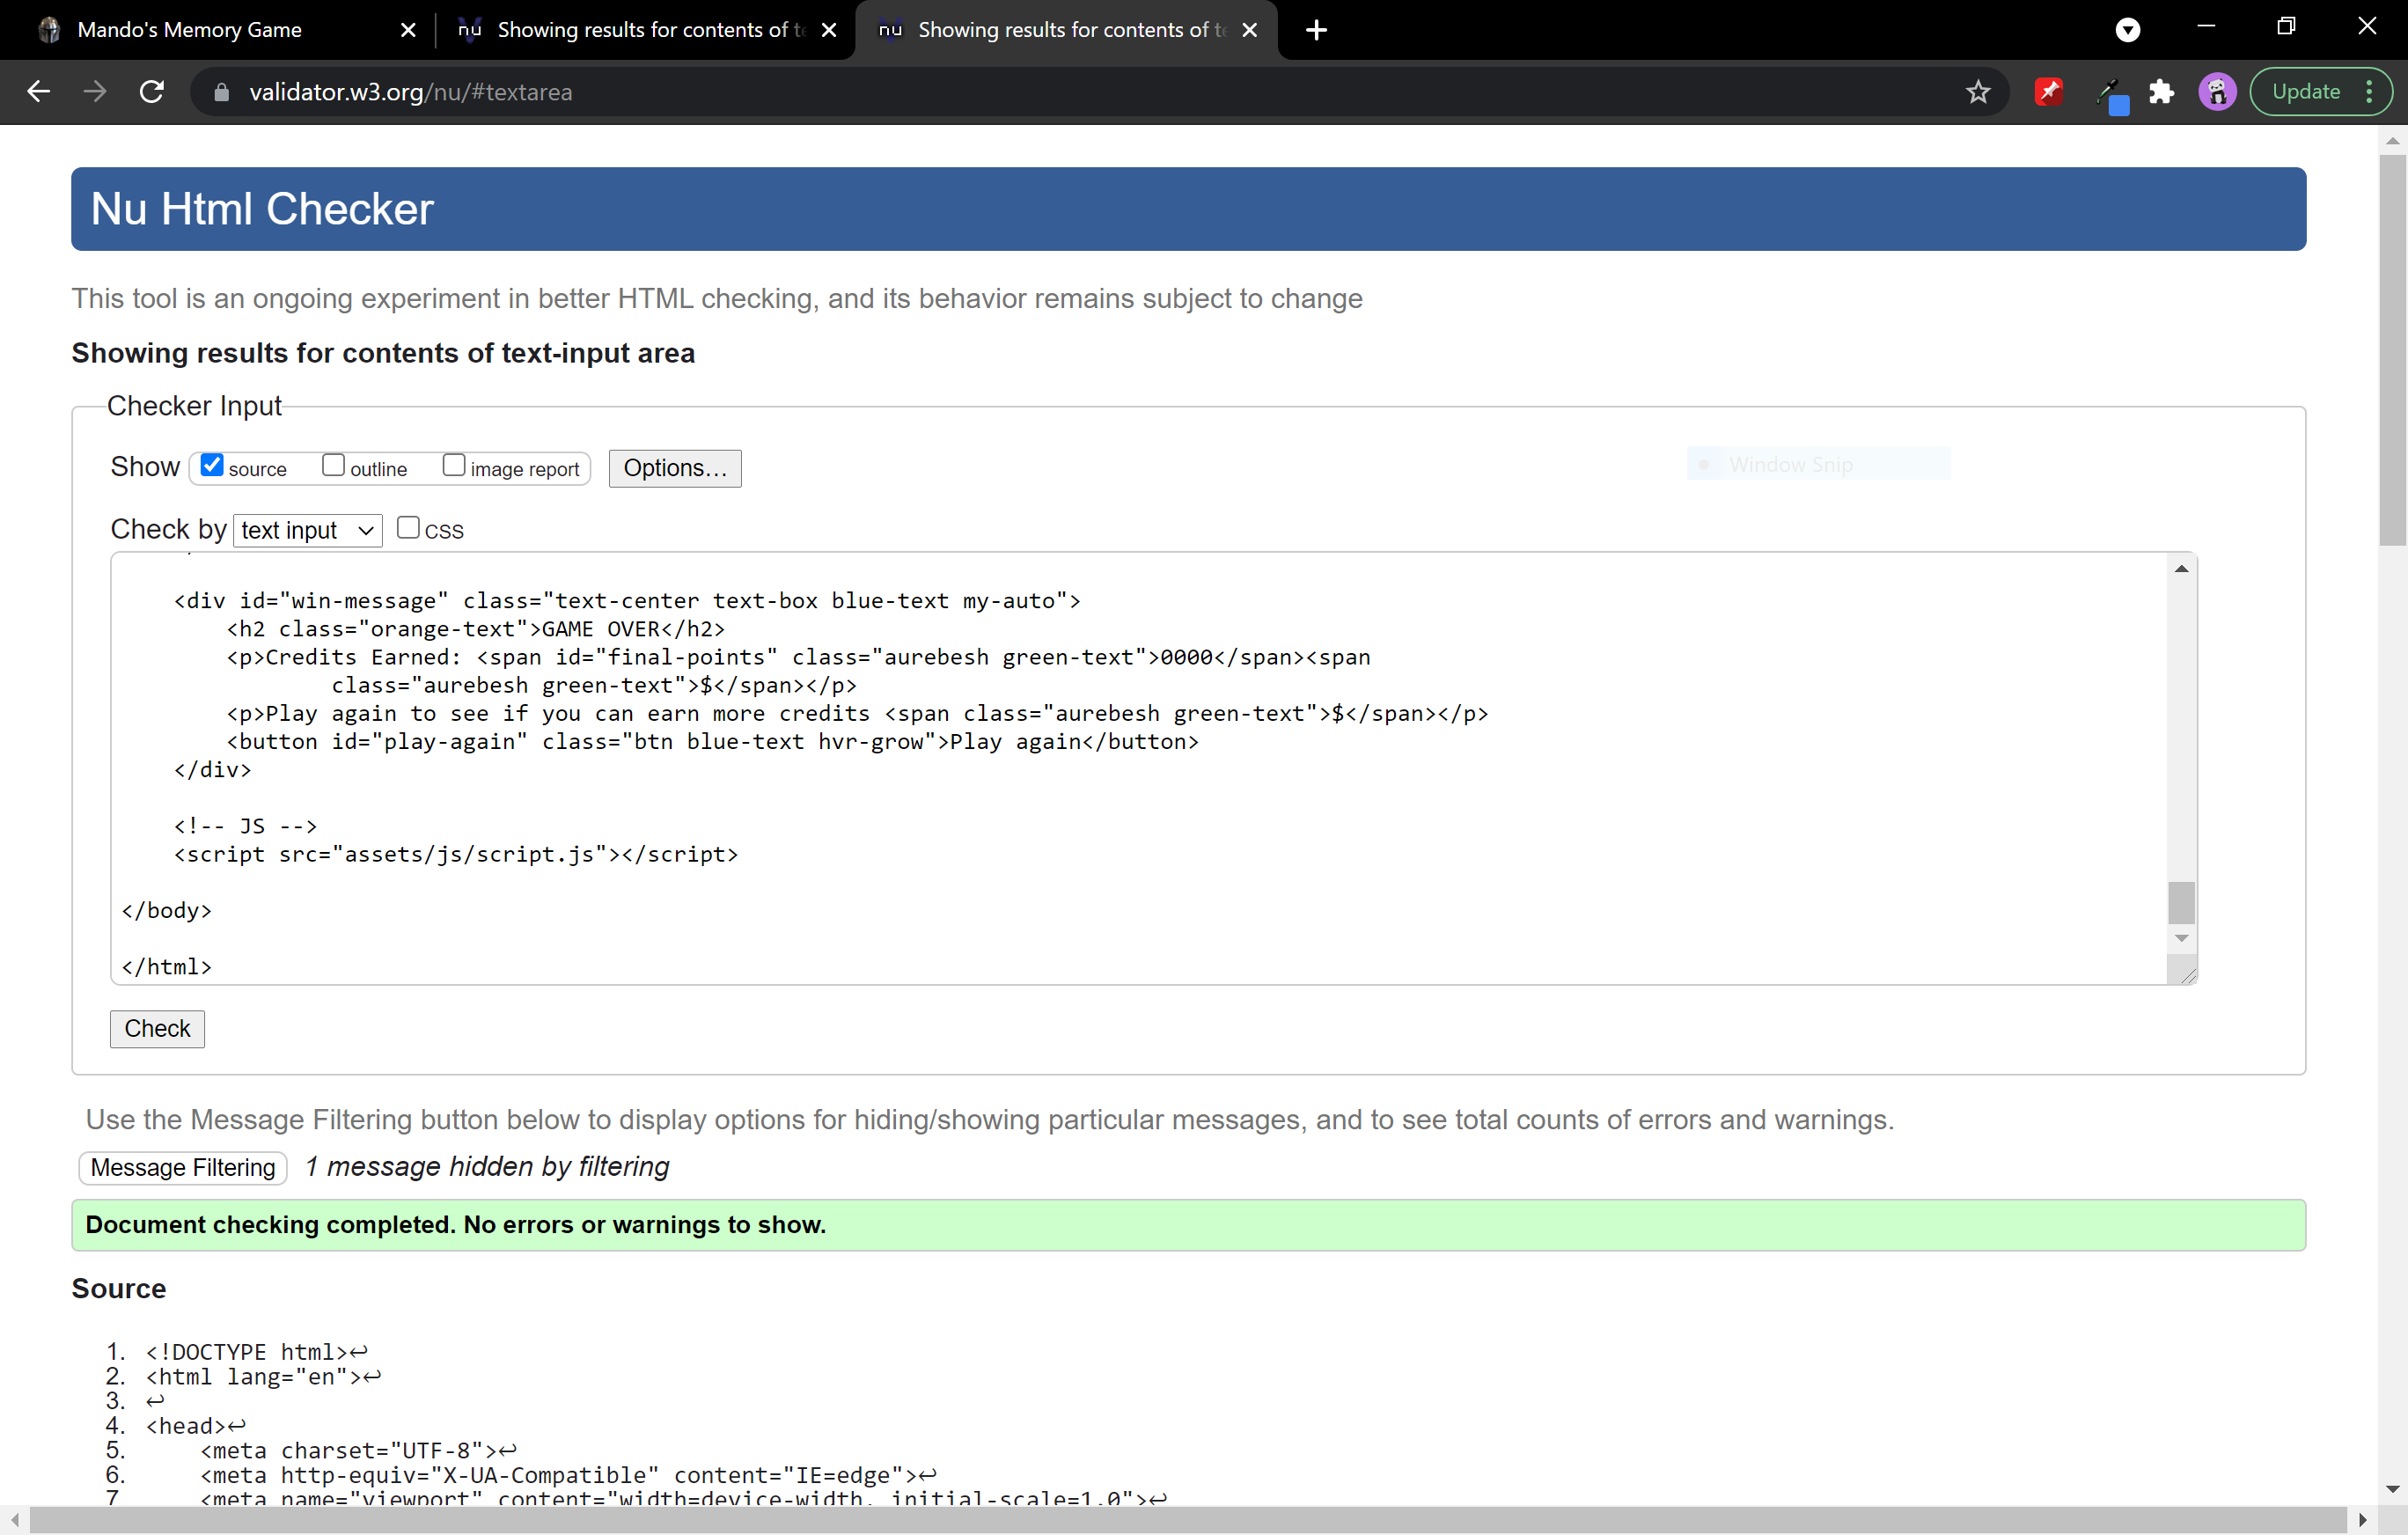 Mando's Memory Game
Showing results for contents of te
Showing results for contents of te
validator.w3.org/nu/#textarea
Update
Nu Html Checker
This tool is an ongoing experiment in better HTML checking, and its behavior remains subject to change
Showing results for contents of text-input area
Checker Input
Show source outline image report Options...
Window Snip
Check by text input CSS
<div id="win-message" class="text-center text-box blue-text my-auto">
<h2 class="orange-text">GAME OVER</h2>
<p>Credits Earned: <span id="final-points" class="aurebesh green-text">0000</span><span
class="aurebesh green-text">$</span></p>
<p>Play again to see if you can earn more credits <span class="aurebesh green-text">$</span></p>
<button id="play-again" class="btn blue-text hvr-grow">Play again</button>
</div>
<!-- JS -->
<script src="assets/js/script.js"></script>
</body>
</html>
Check
Use the Message Filtering button below to display options for hiding/showing particular messages, and to see total counts of errors and warnings.
Message Filtering 1 message hidden by filtering
Document checking completed. No errors or warnings to show.
Source
1. <!DOCTYPE html>↩
2. <html lang="en">↩
3. ↩
4. <head>↩
5. <meta charset="UTF-8">↩
6. <meta http-equiv="X-UA-Compatible" content="IE=edge">↩
7 <meta name="viewport" content="width=device-width, initial-scale=1.0">↩